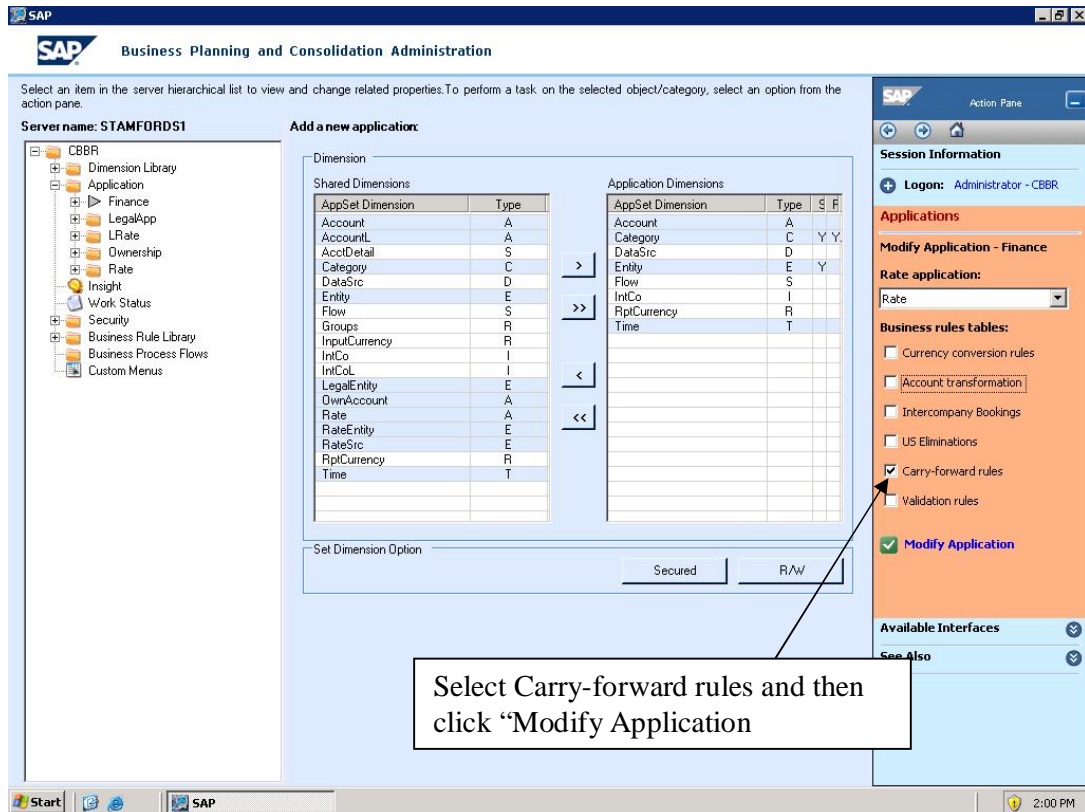 SAP
SAP Business Planning and Consolidation Administration
Select an item in the server hierarchical list to view and change related properties.To perform a task on the selected object/category, select an option from the
action pane.
Server name: STAMFORDS1
CBBR
Dimension Library
Application
Finance
LegalApp
LRate
Ownership
Rate
Insight
Work Status
Security
Business Rule Library
Business Process Flows
Custom Menus
Add a new application:
Dimension
Shared Dimensions
AppSet Dimension Type
Account A
AccountL A
AcctDetail S
Category C
DataSrc D
Entity E
Flow S
Groups R
InputCurrency R
IntCo I
IntCoL I
LegalEntity E
OwnAccount A
Rate A
RateEntity E
RateSrc E
RptCurrency R
Time T
>
>>
<
<<
Application Dimensions
AppSet Dimension Type S F
Account A
Category C Y Y.
DataSrc D
Entity E Y
Flow S
IntCo I
RptCurrency R
Time T
Set Dimension Option
Secured R/W
SAP Action Pane
Session Information
Logon: Administrator - CBBR
Applications
Modify Application - Finance
Rate application:
Rate
Business rules tables:
Currency conversion rules
Account transformation
Intercompany Bookings
US Eliminations
Carry-forward rules
Validation rules
Modify Application
Available Interfaces
See Also
Select Carry-forward rules and then
click “Modify Application
Start SAP 2:00 PM